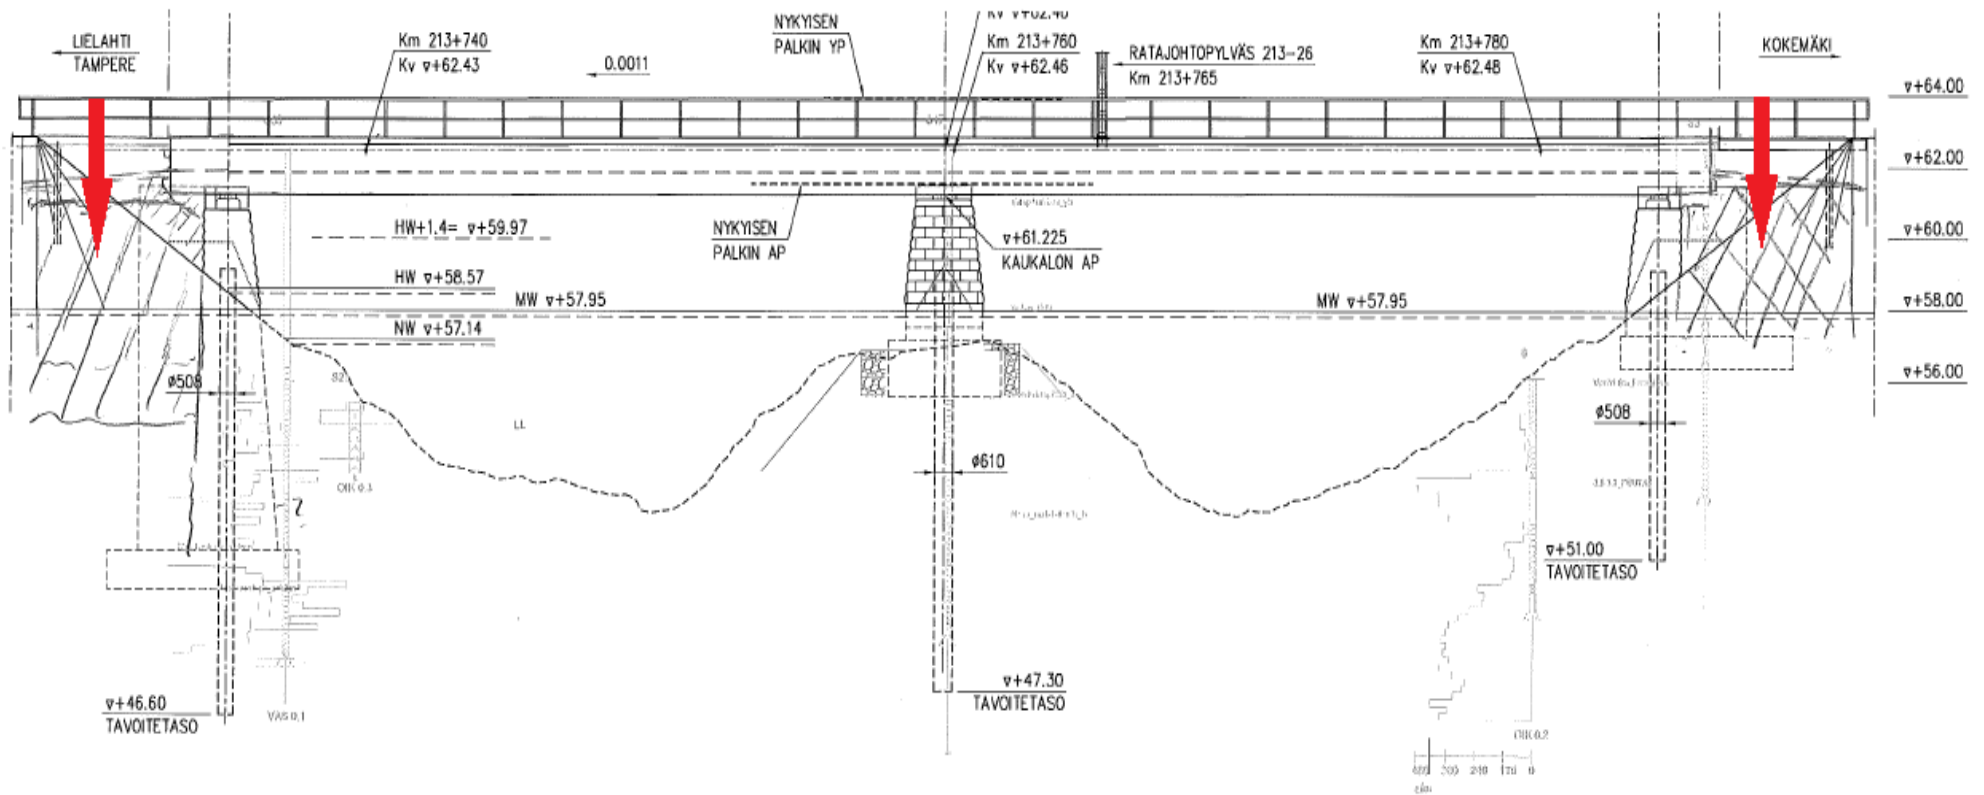 LIELAHTI
TAMPERE
Km 213+740
Kv ∇+62.43
0.0011
NYKYISEN
PALKIN YP
Kv ∇+62.46
Km 213+760
Kv ∇+62.46
RATAJOHTOPYLVÄS 213-26
Km 213+765
Km 213+780
Kv ∇+62.48
KOKEMÄKI
∇+64.00
∇+62.00
∇+60.00
∇+58.00
∇+56.00
HW+1.4= ∇+59.97
NYKYISEN
PALKIN AP
∇+61.225
KAUKALON AP
HW ∇+58.57
MW ∇+57.95
MW ∇+57.95
NW ∇+57.14
ø508
LL
ø610
ø508
∇+51.00
TAVOITETASO
∇+46.60
TAVOITETASO
∇+47.30
TAVOITETASO